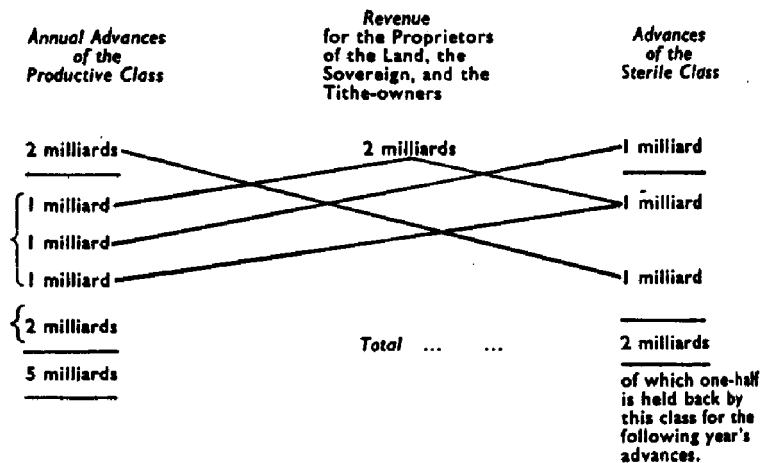 Annual Advances
of the
Productive Class
Revenue
for the Proprietors
of the Land, the
Sovereign, and the
Tithe-owners
Advances
of the
Sterile Class
2 milliards
2 milliards
1 milliard
1 milliard
1 milliard
1 milliard
1 milliard
1 milliard
2 milliards
Total ... ...
2 milliards
5 milliards
of which one-half
is held back by
this class for the
following year's
advances.